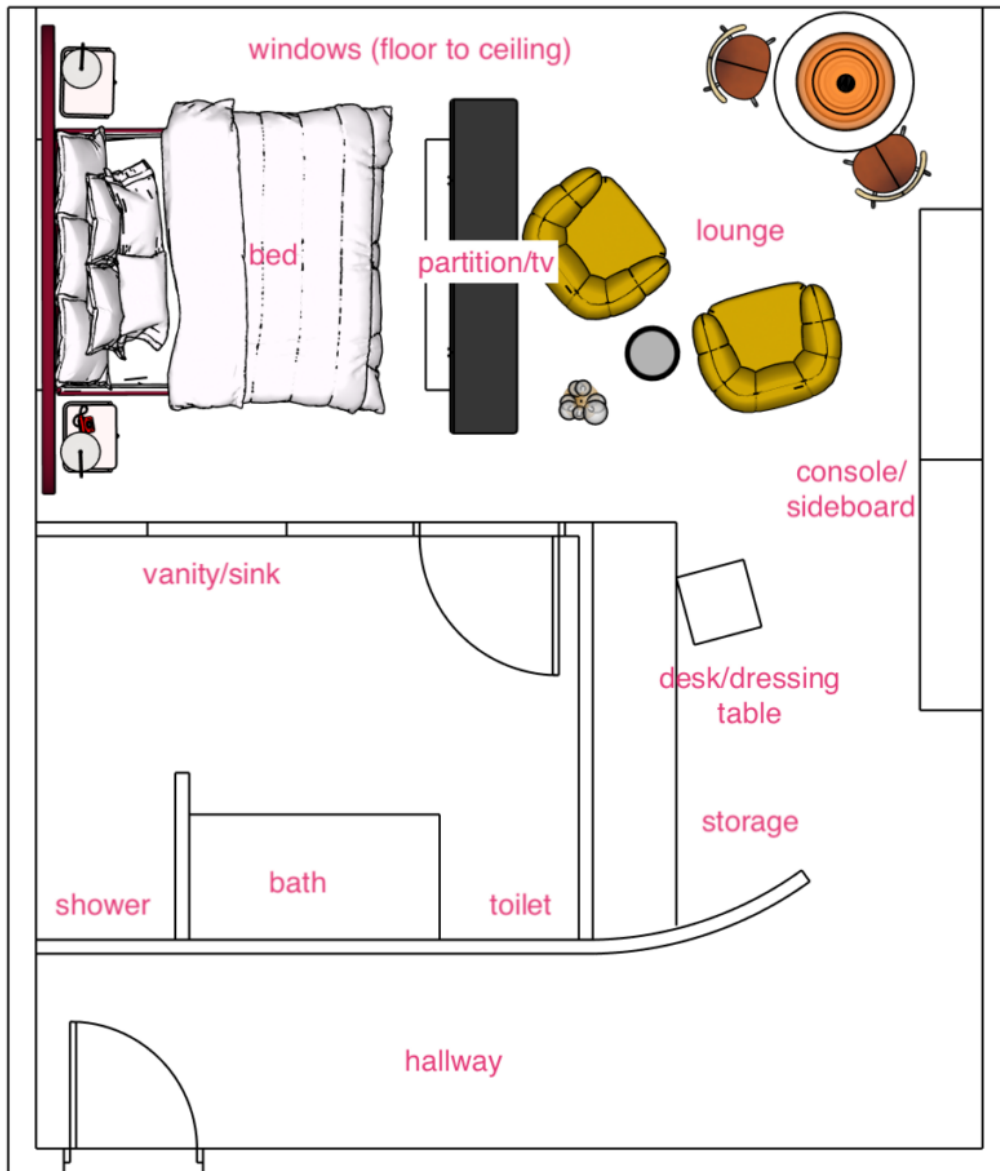 windows (floor to ceiling)
lounge
bed
partition/tv
console/
sideboard
vanity/sink
desk/dressing
table
storage
bath
shower
toilet
hallway